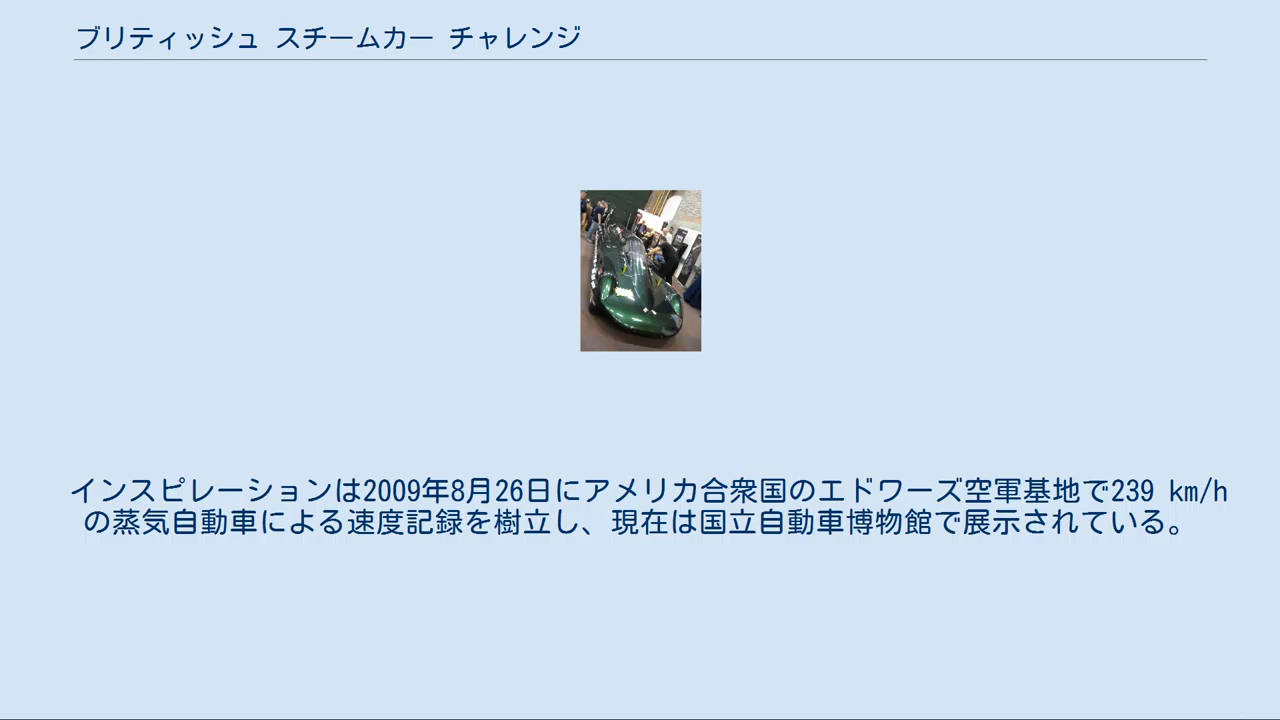 ブリティッシュ スチームカー チャレンジ
インスピレーションは2009年8月26日にアメリカ合衆国のエドワーズ空軍基地で239 km/h
の蒸気自動車による速度記録を樹立し、現在は国立自動車博物館で展示されている。